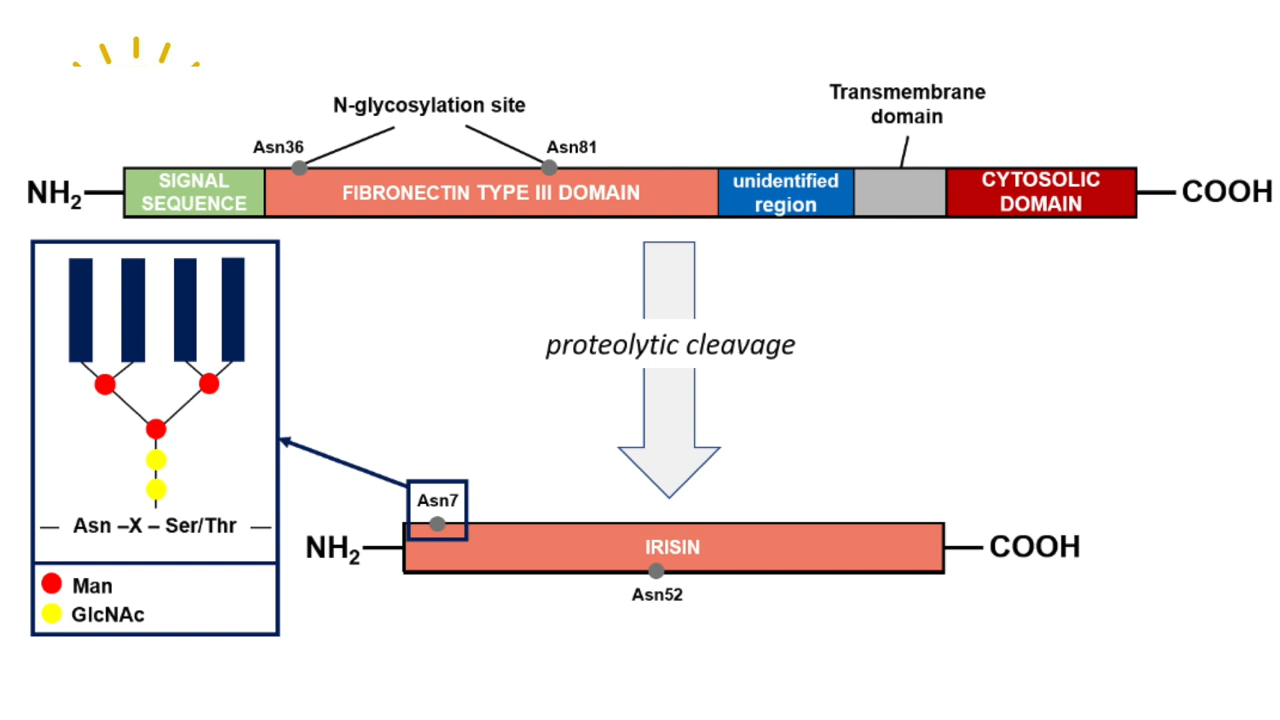 Transmembrane
domain
N-glycosylation site
Asn36
Asn81
NH2
SIGNAL
SEQUENCE
FIBRONECTIN TYPE III DOMAIN
unidentified
region
CYTOSOLIC
DOMAIN
COOH
proteolytic cleavage
Asn –X – Ser/Thr
Man
GlcNAc
Asn7
NH2
IRISIN
COOH
Asn52